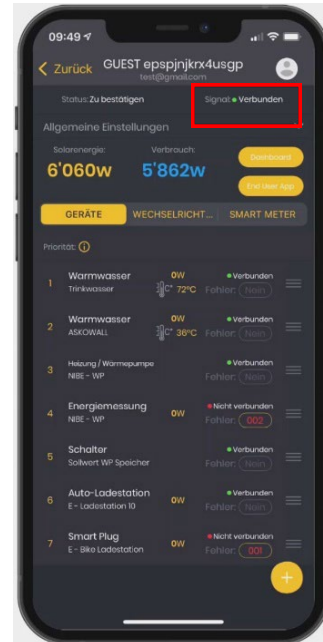 09:49
Zurück GUEST epspjnjkrx4usgp
test@gmail.com
Status: Zu bestätigen Signal: Verbunden
Allgemeine Einstellungen
Solarenergie: Verbrauch:
6'060w 5'862w
Dashboard
End User App
GERÄTE WECHSELRICHT... SMART METER
Priorität:
1 Warmwasser 0W Verbunden
Trinkwasser C° 72°C Fehler: Nein
2 Warmwasser 0W Verbunden
ASKOWALL C° 36°C Fehler: Nein
3 Heizung / Wärmepumpe Verbunden
NIBE - WP Fehler: Nein
4 Energiemessung 0W Nicht verbunden
NIBE - WP Fehler: 002
5 Schalter Verbunden
Sollwert WP Speicher Fehler: Nein
6 Auto-Ladestation 0W Verbunden
E - Ladestation 10 Fehler: Nein
7 Smart Plug 0W Nicht verbunden
E - Bike Ladestation Fehler: 001
+